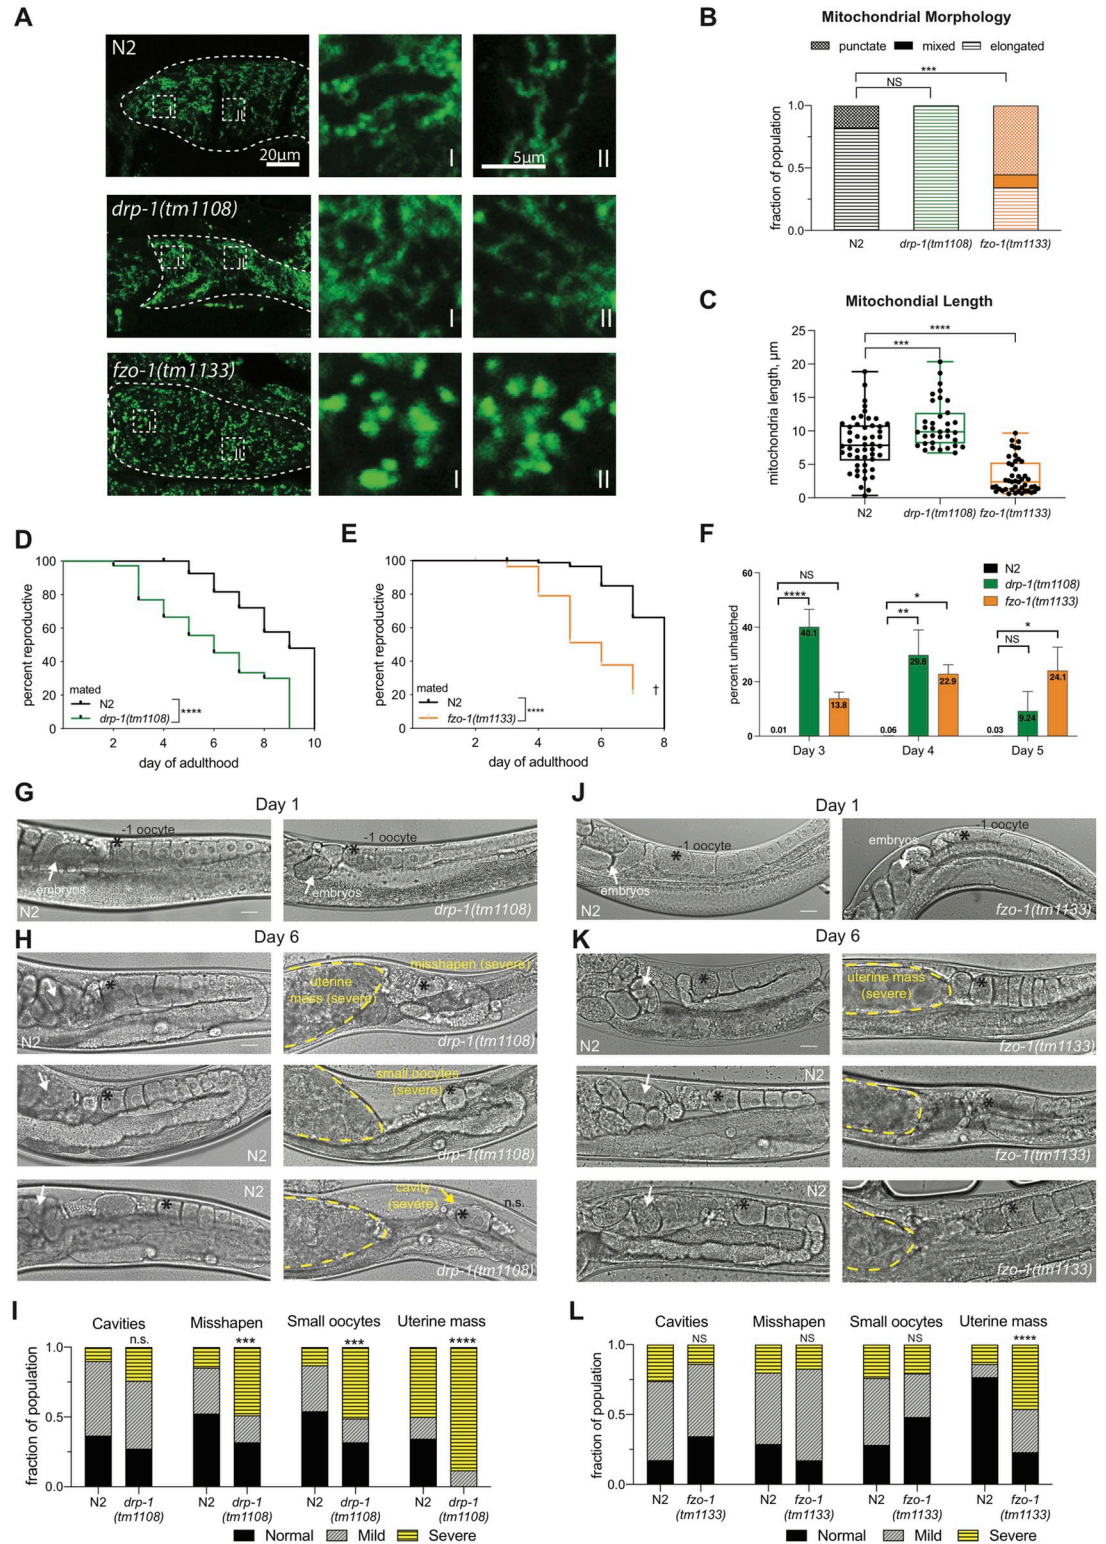 A
N2
I
II
20μm
I
5μm
II
drp-1(tm1108)
I
II
I
II
fzo-1(tm1133)
I
II
I
II
B
Mitochondrial Morphology
punctate mixed elongated
***
NS
fraction of population
1.0
0.5
0.0
N2 drp-1(tm1108) fzo-1(tm1133)
C
Mitochondial Length
****
***
mitochondria length, μm
25
20
15
10
5
0
N2 drp-1(tm1108) fzo-1(tm1133)
D
percent reproductive
100
80
60
40
20
0
mated
N2
drp-1(tm1108)
****
2 4 6 8 10
day of adulthood
E
percent reproductive
100
80
60
40
20
0
mated
N2
fzo-1(tm1133)
****
†
2 4 6 8
day of adulthood
F
N2
drp-1(tm1108)
fzo-1(tm1133)
percent unhatched
60
40
20
0
NS
****
*
**
*
NS
0.01 40.1 13.8
0.06 29.8 22.9
0.03 9.24 24.1
Day 3 Day 4 Day 5
G
Day 1
-1 oocyte
*
embryos
N2
-1 oocyte
*
embryos
drp-1(tm1108)
H
Day 6
*
N2
uterine
mass (severe)
misshapen (severe)
*
drp-1(tm1108)
*
N2
small oocytes
(severe)
*
drp-1(tm1108)
N2
*
cavity
(severe)
*
n.s.
drp-1(tm1108)
J
Day 1
-1 oocyte
*
embryos
N2
embryos
*
-1 oocyte
fzo-1(tm1133)
K
Day 6
*
N2
uterine mass
(severe)
*
fzo-1(tm1133)
N2
*
*
fzo-1(tm1133)
N2
*
*
fzo-1(tm1133)
I
Cavities Misshapen Small oocytes Uterine mass
n.s. *** *** ****
fraction of population
1.0
0.5
0.0
N2 drp-1 N2 drp-1 N2 drp-1 N2 drp-1
(tm1108) (tm1108) (tm1108) (tm1108)
Normal Mild Severe
L
Cavities Misshapen Small oocytes Uterine mass
NS NS NS ****
fraction of population
1.0
0.5
0.0
N2 fzo-1 N2 fzo-1 N2 fzo-1 N2 fzo-1
(tm1133) (tm1133) (tm1133) (tm1133)
Normal Mild Severe